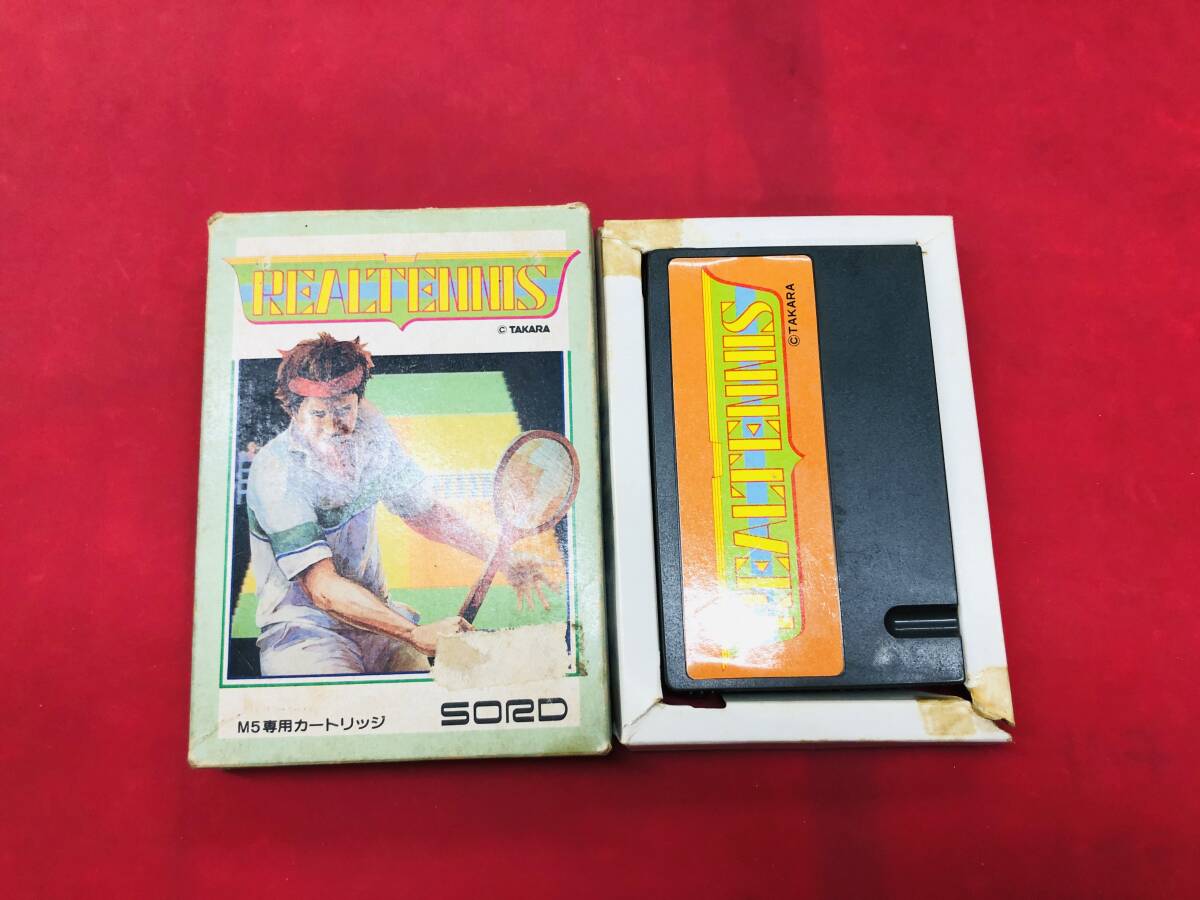 REALTENNIS
© TAKARA
M5専用カートリッジ
SORD
REALTENNIS
©TAKARA